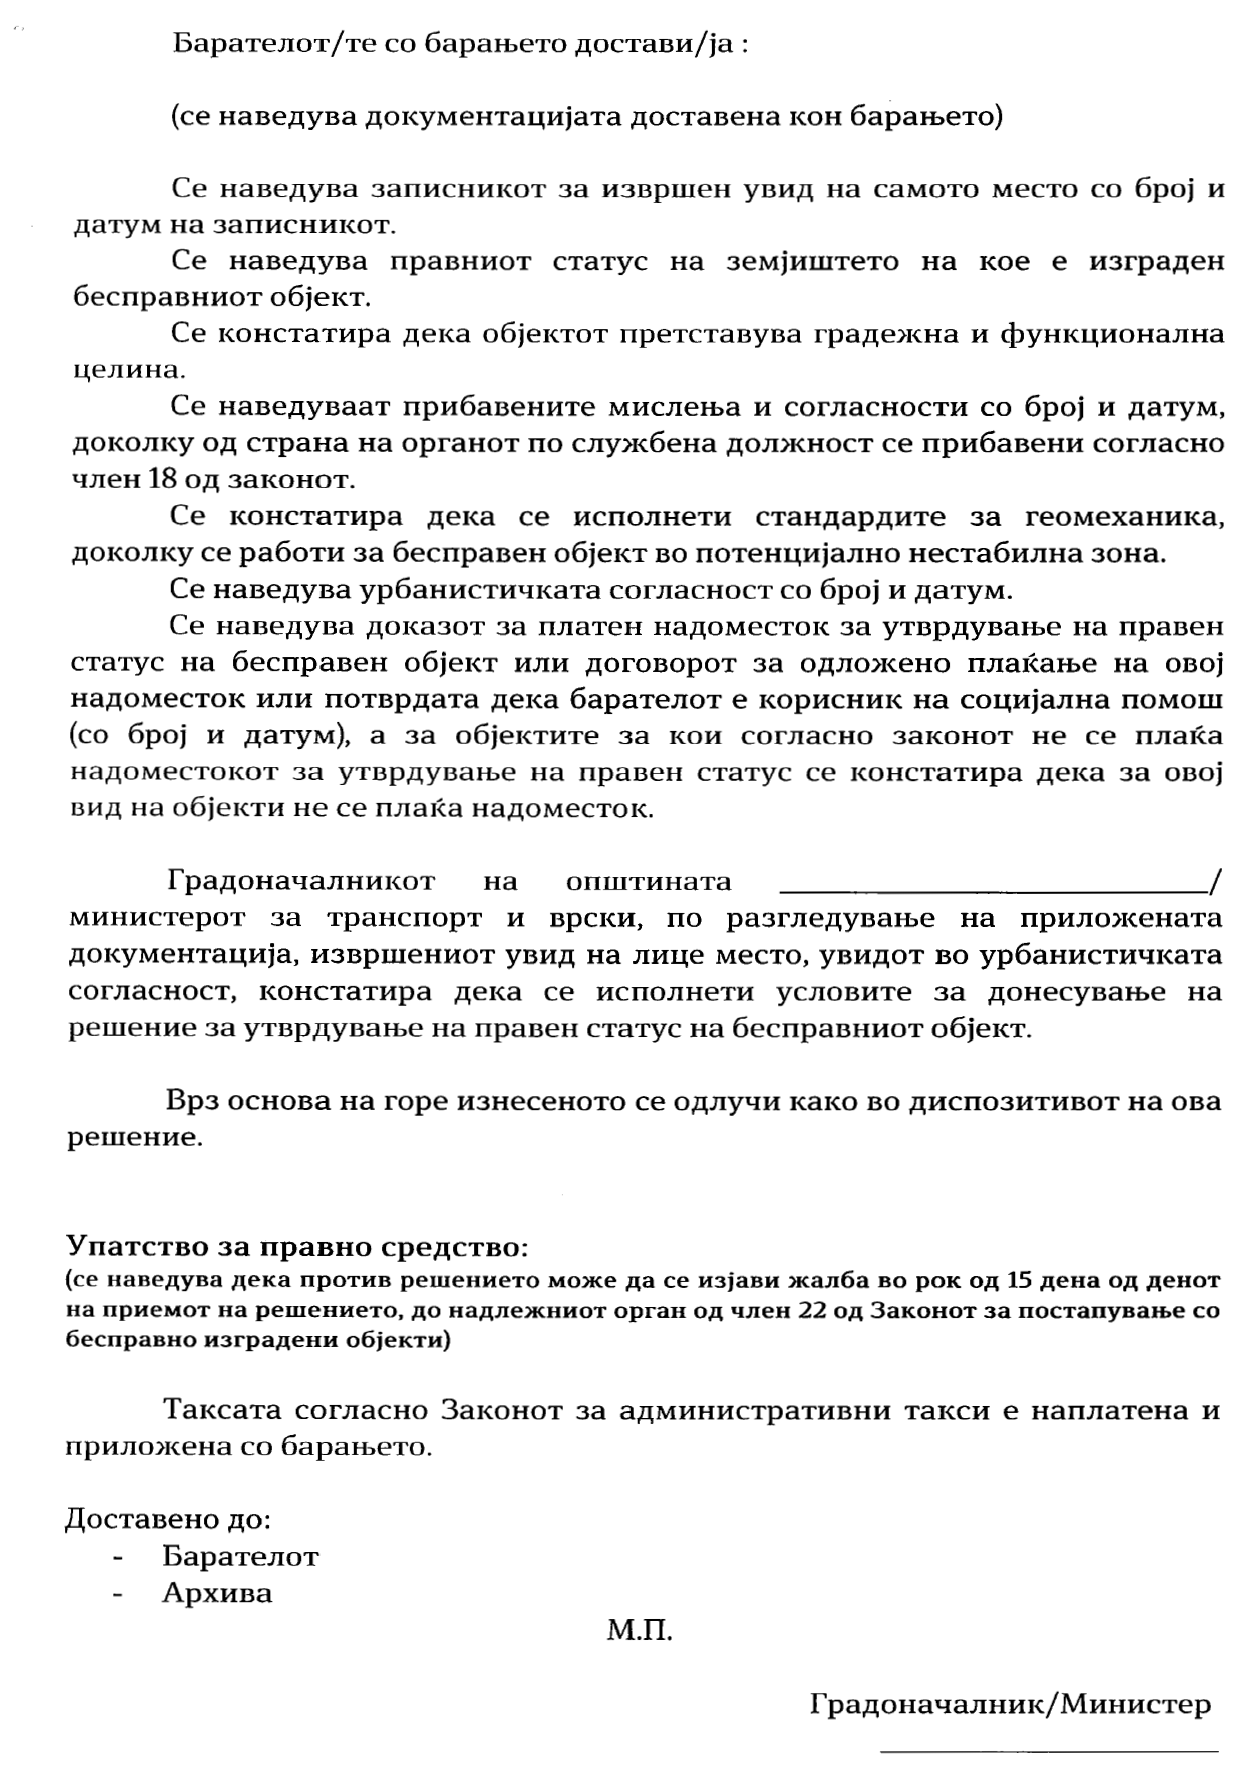 Барателот/те со барањето достави/ја :
(се наведува документацијата доставена кон барањето)
Се наведува записникот за извршен увид на самото место со број и
датум на записникот.
Се наведува правниот статус на земјиштето на кое е изграден
бесправниот објект.
Се констатира дека објектот претставува градежна и функционална
целина.
Се наведуваат прибавените мислења и согласности со број и датум,
доколку од страна на органот по службена должност се прибавени согласно
член 18 од законот.
Се констатира дека се исполнети стандардите за геомеханика,
доколку се работи за бесправен објект во потенцијално нестабилна зона.
Се наведува урбанистичката согласност со број и датум.
Се наведува доказот за платен надоместок за утврдување на правен
статус на бесправен објект или договорот за одложено плаќање на овој
надоместок или потврдата дека барателот е корисник на социјална помош
(со број и датум), а за објектите за кои согласно законот не се плаќа
надоместокот за утврдување на правен статус се констатира дека за овој
вид на објекти не се плаќа надоместок.
Градоначалникот на општината ______________________________/
министерот за транспорт и врски, по разгледување на приложената
документација, извршениот увид на лице место, увидот во урбанистичката
согласност, констатира дека се исполнети условите за донесување на
решение за утврдување на правен статус на бесправниот објект.
Врз основа на горе изнесеното се одлучи како во диспозитивот на ова
решение.
Упатство за правно средство:
(се наведува дека против решението може да се изјави жалба во рок од 15 дена од денот
на приемот на решението, до надлежниот орган од член 22 од Законот за постапување со
бесправно изградени објекти)
Таксата согласно Законот за административни такси е наплатена и
приложена со барањето.
Доставено до:
- Барателот
- Архива
М.П.
Градоначалник/Министер
________________________